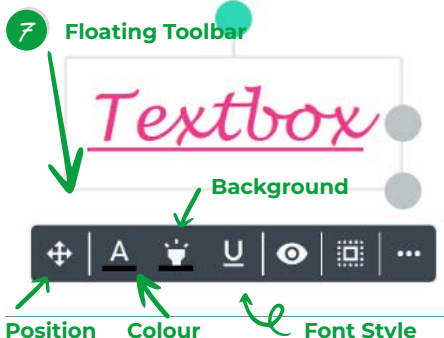 7 Floating Toolbar
Textbox
Background
A U
Position Colour Font Style